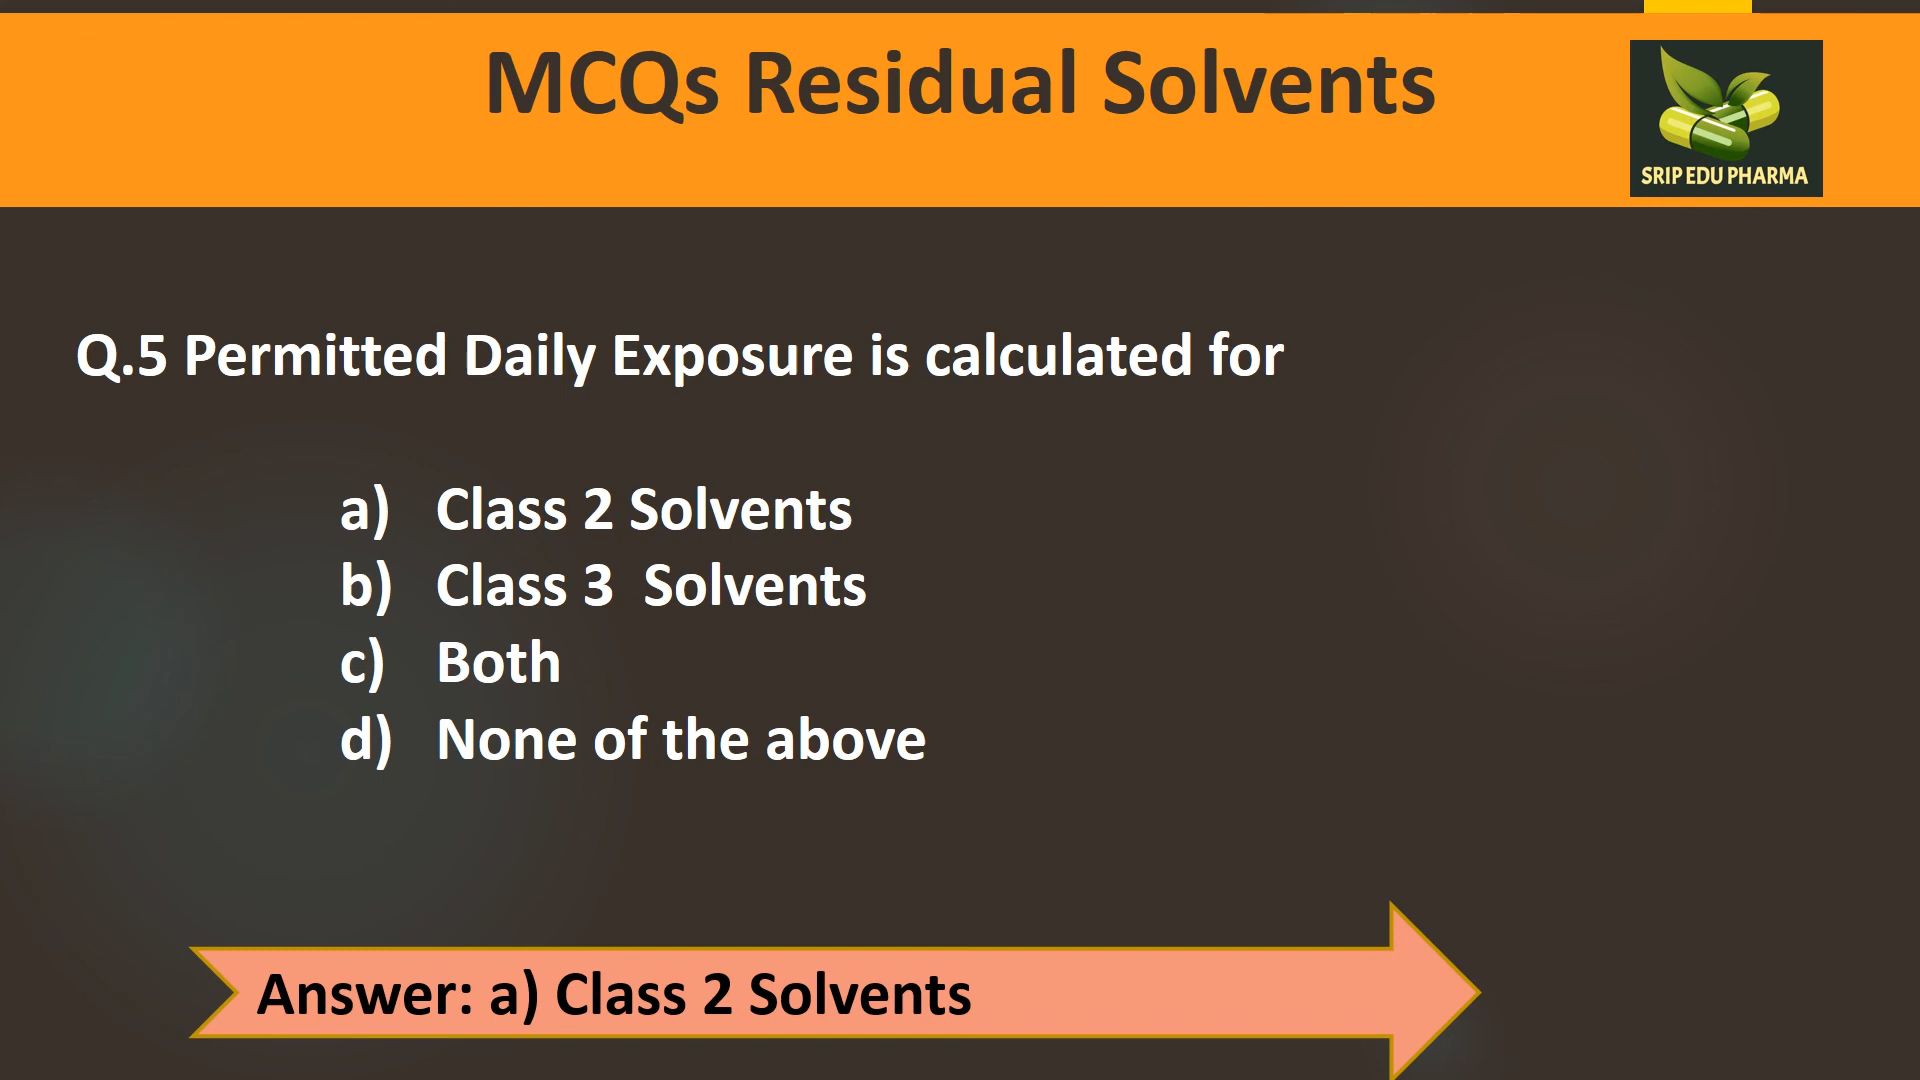 MCQs Residual Solvents
SRIP EDU PHARMA
Q.5 Permitted Daily Exposure is calculated for
a) Class 2 Solvents
b) Class 3  Solvents
c) Both
d) None of the above
Answer: a) Class 2 Solvents